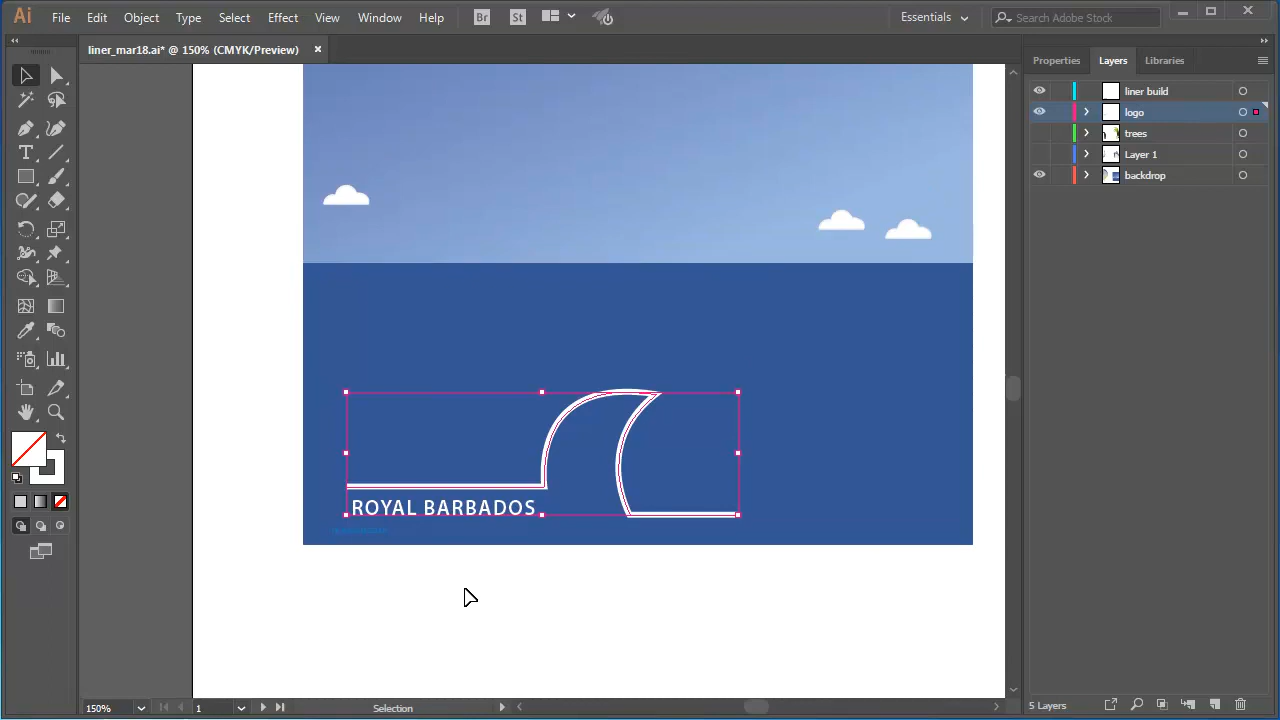 Ai File Edit Object Type Select Effect View Window Help Br St Essentials Search Adobe Stock
liner_mar18.ai* @ 150% (CMYK/Preview)
Properties Layers Libraries
liner build
logo
trees
Layer 1
backdrop
ROYAL BARBADOS
150% 1 Selection 5 Layers